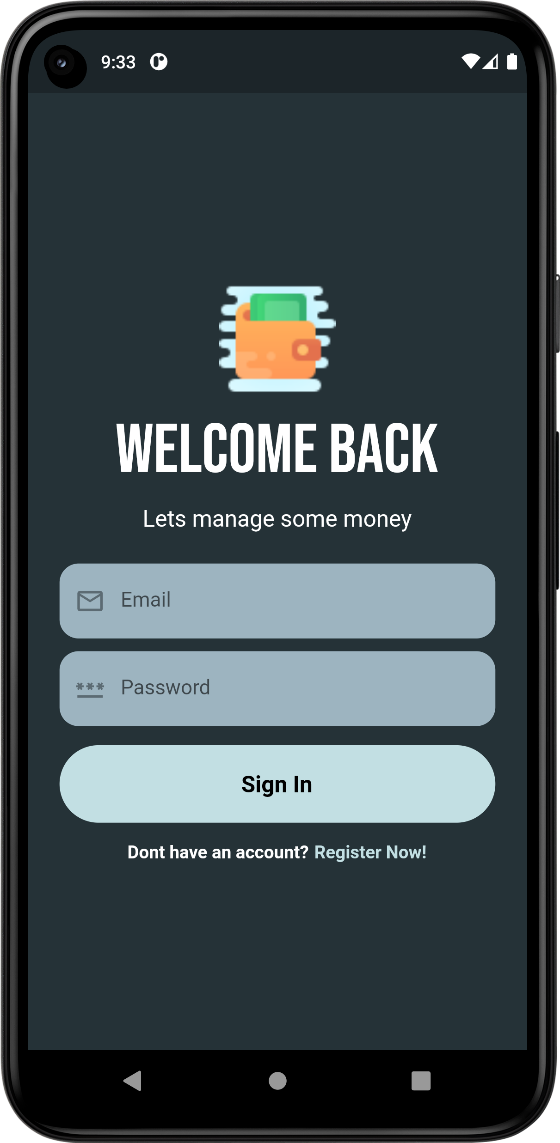 9:33
WELCOME BACK
Lets manage some money
Email
*** Password
Sign In
Dont have an account? Register Now!